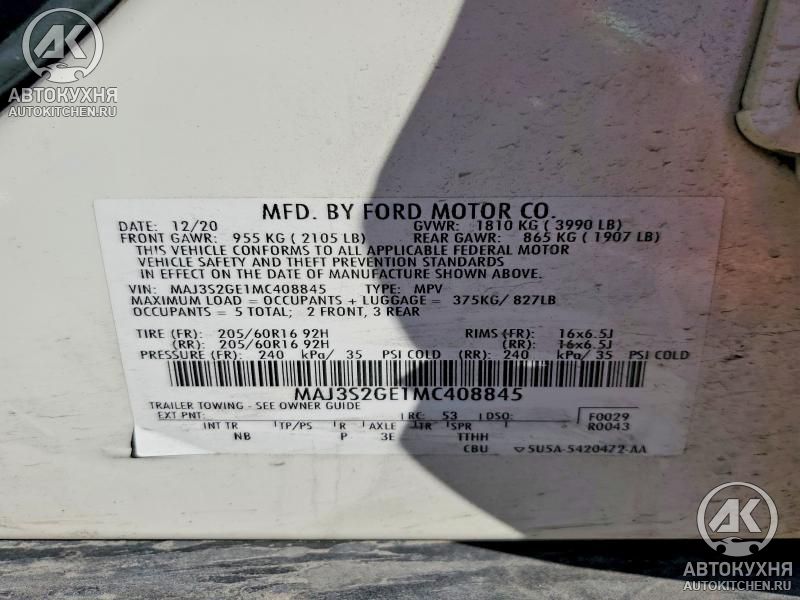 АК
АВТОКУХНЯ
AUTOKITCHEN.RU
MFD. BY FORD MOTOR CO.
DATE: 12/20 GVWR: 1810 KG ( 3990 LB)
FRONT GAWR: 955 KG ( 2105 LB) REAR GAWR: 865 KG ( 1907 LB)
THIS VEHICLE CONFORMS TO ALL APPLICABLE FEDERAL MOTOR
VEHICLE SAFETY AND THEFT PREVENTION STANDARDS
IN EFFECT ON THE DATE OF MANUFACTURE SHOWN ABOVE.
VIN: MAJ3S2GE1MC408845 TYPE: MPV
MAXIMUM LOAD = OCCUPANTS + LUGGAGE = 375KG/ 827LB
OCCUPANTS = 5 TOTAL; 2 FRONT, 3 REAR
TIRE (FR): 205/60R16 92H RIMS (FR): 16x6.5J
(RR): 205/60R16 92H (RR): 16x6.5J
PRESSURE (FR): 240 kPa/ 35 PSI COLD (RR): 240 kPa/ 35 PSI COLD
MAJ3S2GE1MC408845
TRAILER TOWING - SEE OWNER GUIDE
EXT PNT: RC: 53 DSO: F0029
INT TR TP/PS R AXLE TR SPR R0043
NB P 3E TTHH
CBU ▽5U5A-5420472-AA
АК
АВТОКУХНЯ
AUTOKITCHEN.RU